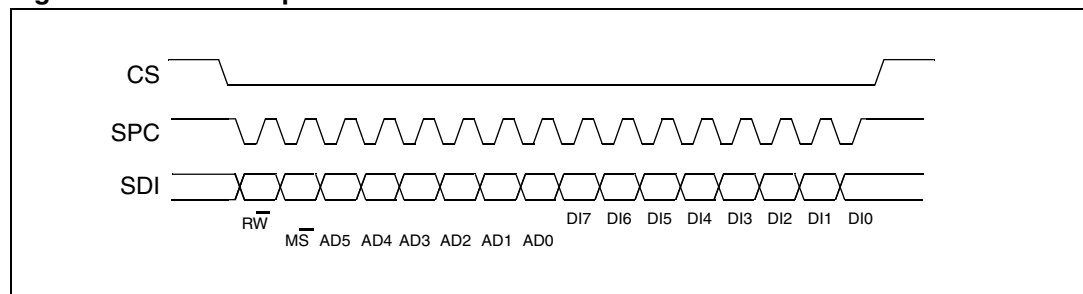 CS
SPC
SDI
RW DI7 DI6 DI5 DI4 DI3 DI2 DI1 DI0
MS AD5 AD4 AD3 AD2 AD1 AD0